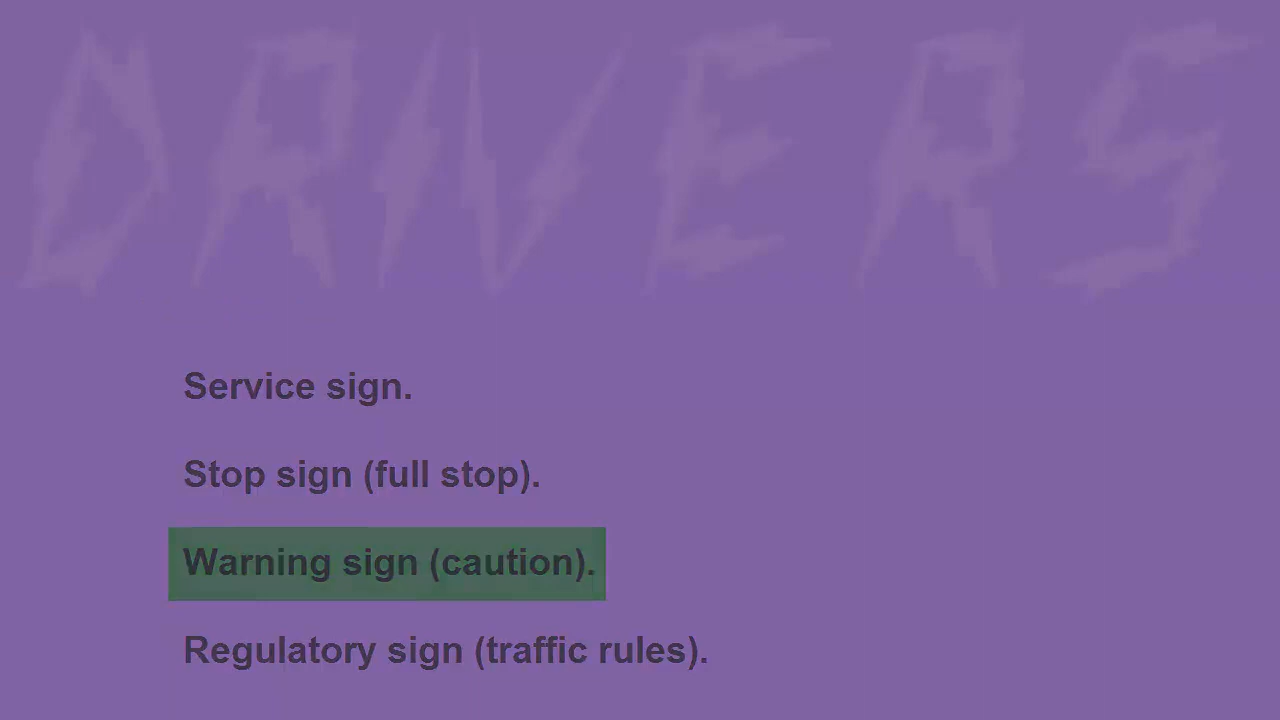 DRIVERS
Service sign.
Stop sign (full stop).
Warning sign (caution).
Regulatory sign (traffic rules).